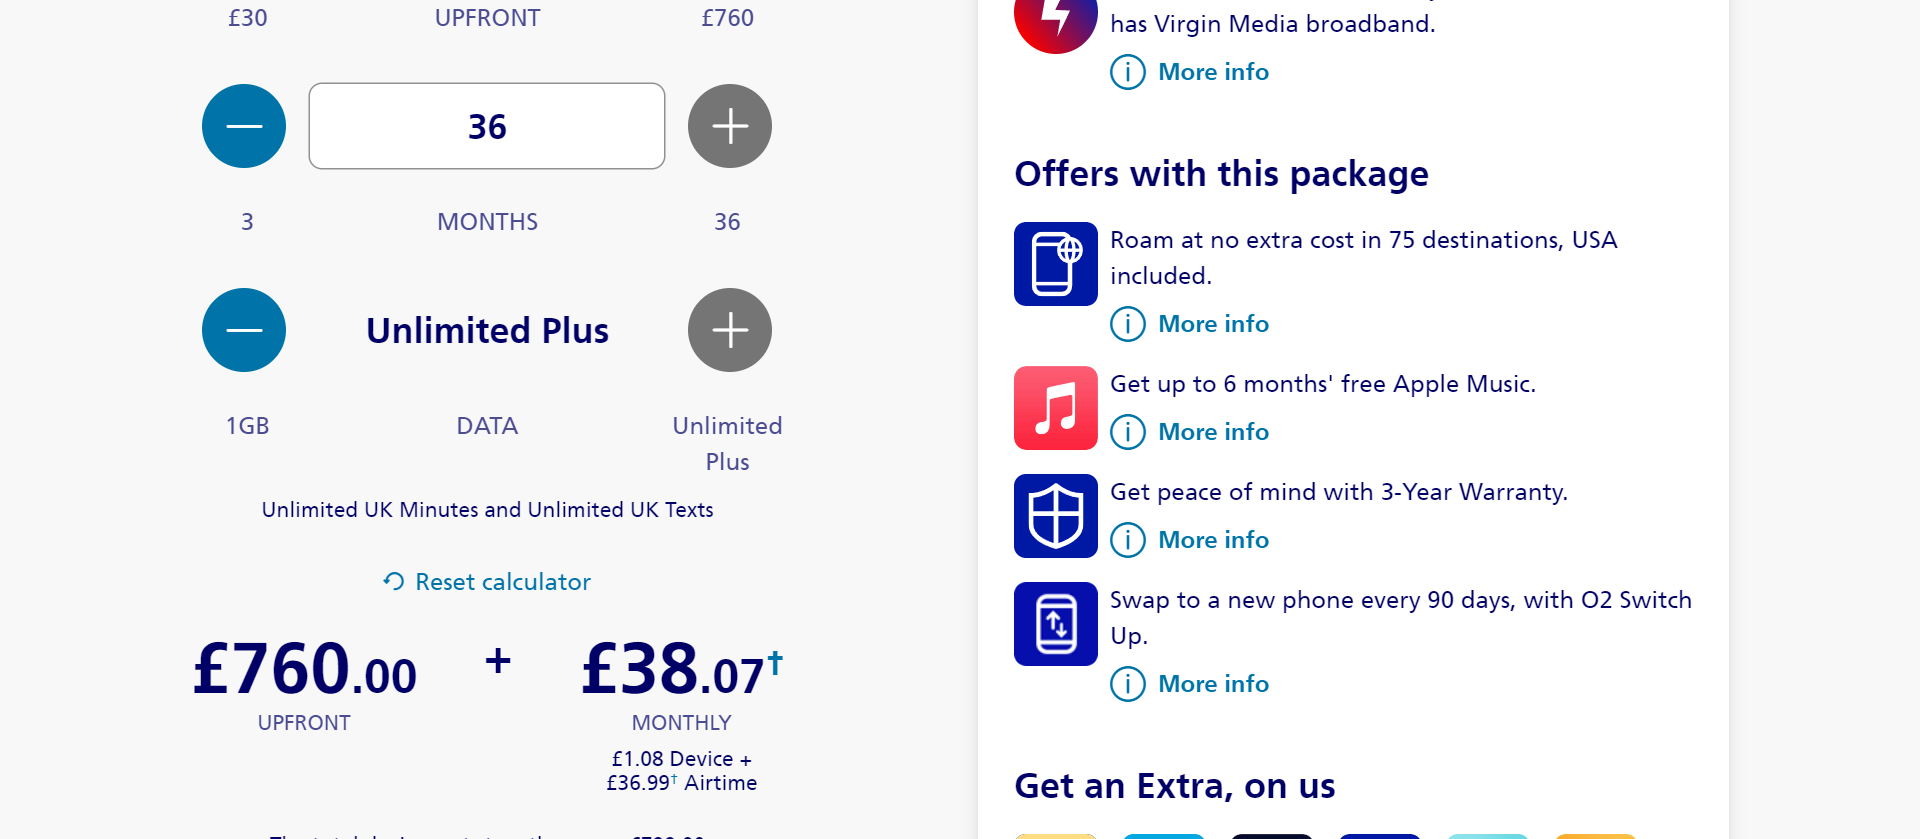 £30 UPFRONT £760
36
3 MONTHS 36
Unlimited Plus
1GB DATA Unlimited
Plus
Unlimited UK Minutes and Unlimited UK Texts
Reset calculator
£760.00 + £38.07†
UPFRONT MONTHLY
£1.08 Device +
£36.99† Airtime
has Virgin Media broadband.
More info
Offers with this package
Roam at no extra cost in 75 destinations, USA
included.
More info
Get up to 6 months' free Apple Music.
More info
Get peace of mind with 3-Year Warranty.
More info
Swap to a new phone every 90 days, with O2 Switch
Up.
More info
Get an Extra, on us